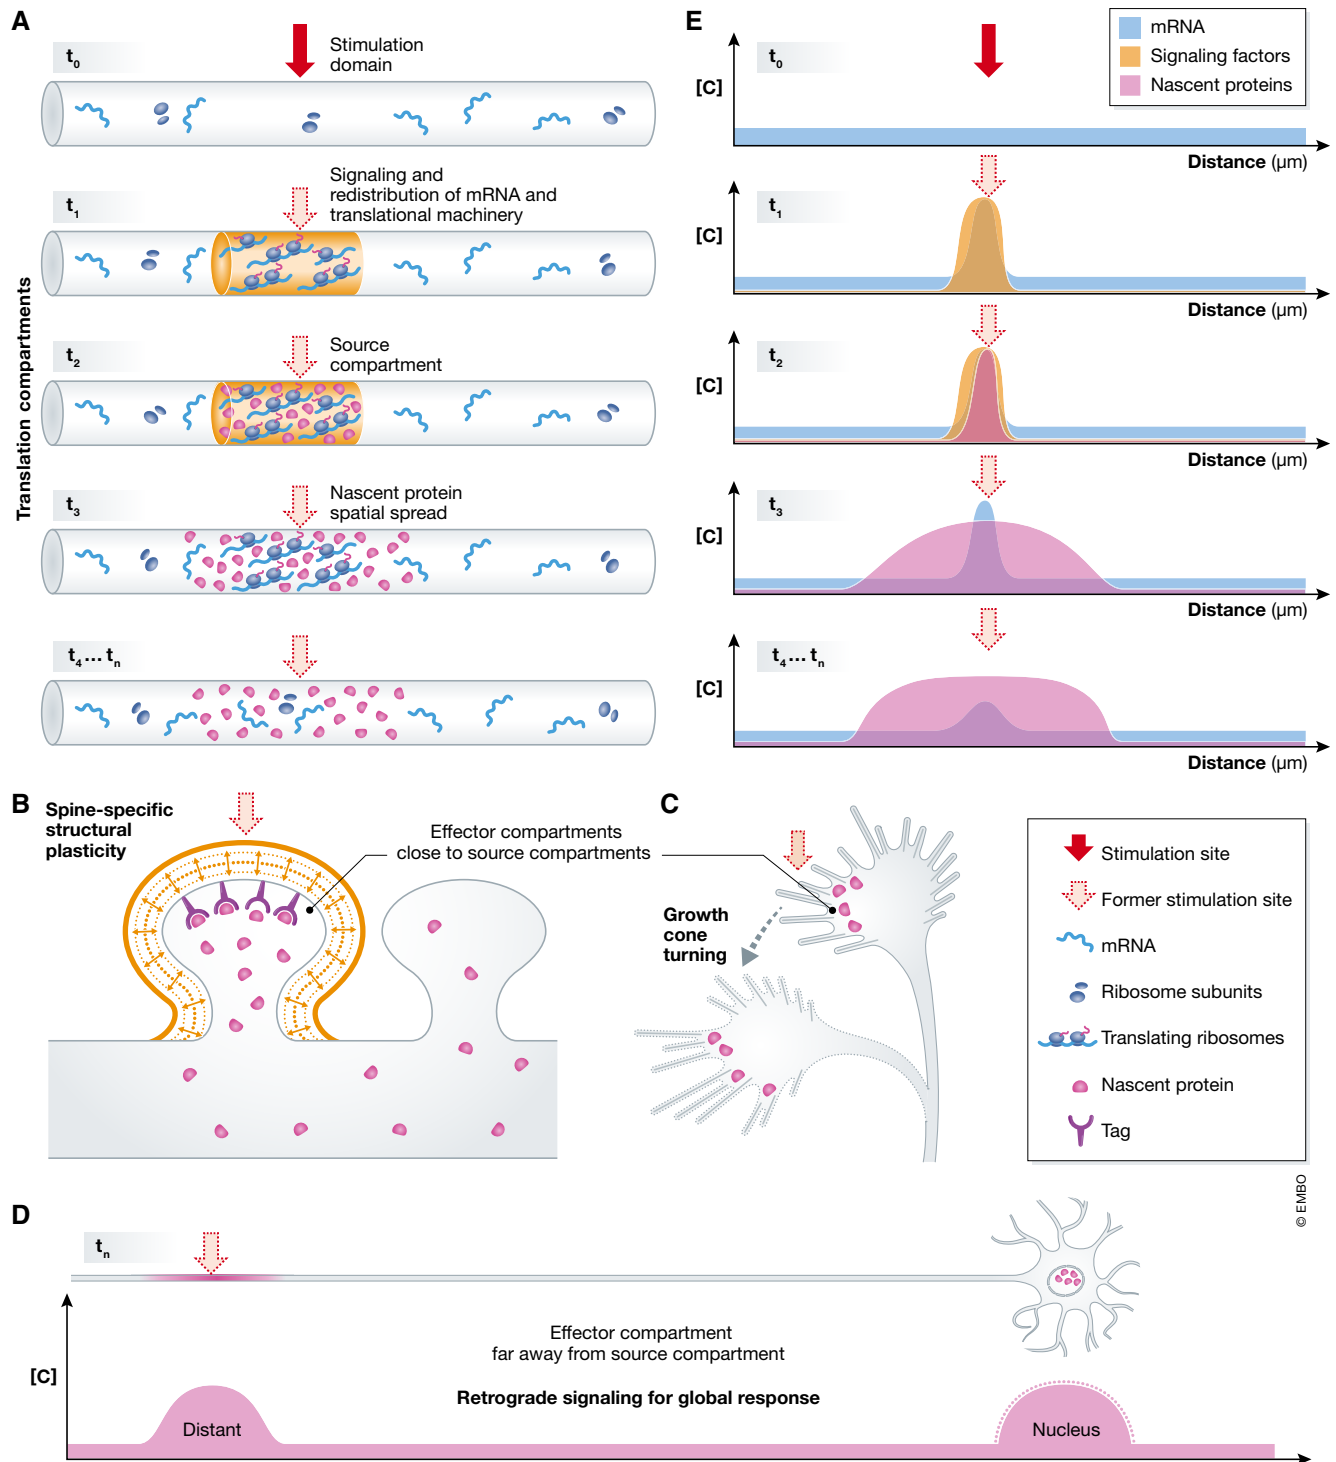 A
t0
Stimulation
domain
t1
Signaling and
redistribution of mRNA and
translational machinery
t2
Source
compartment
t3
Nascent protein
spatial spread
t4... tn
Translation compartments
E
mRNA
Signaling factors
Nascent proteins
t0
[C]
Distance (µm)
t1
[C]
Distance (µm)
t2
[C]
Distance (µm)
t3
[C]
Distance (µm)
t4... tn
[C]
Distance (µm)
B
Spine-specific
structural
plasticity
Effector compartments
close to source compartments
C
Growth
cone
turning
Stimulation site
Former stimulation site
mRNA
Ribosome subunits
Translating ribosomes
Nascent protein
Tag
© EMBO
D
tn
Effector compartment
far away from source compartment
[C]
Retrograde signaling for global response
Distant
Nucleus